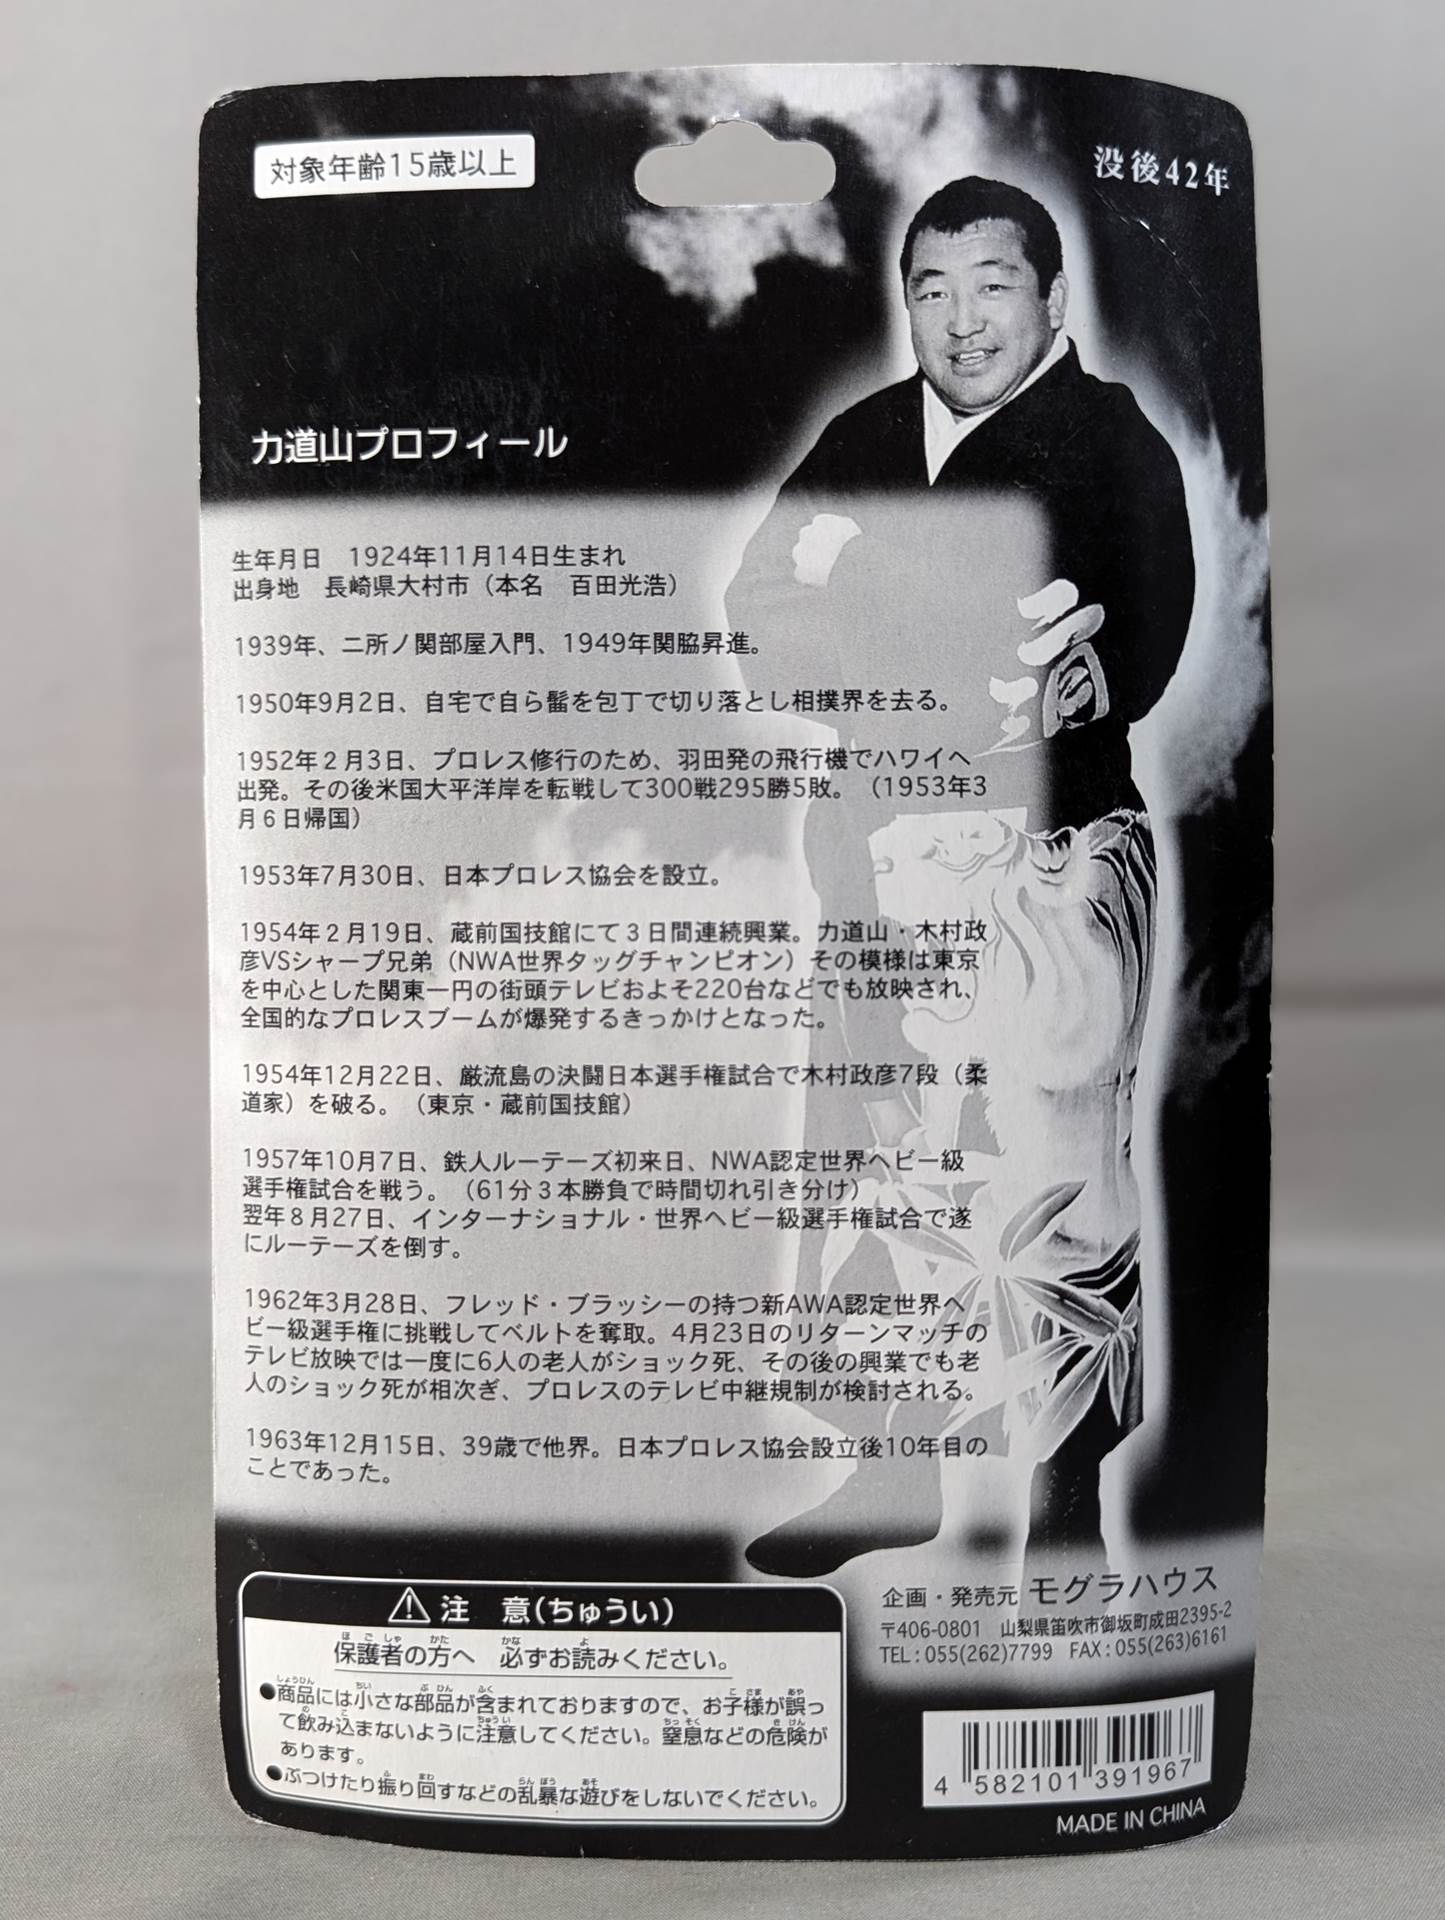 対象年齢15歳以上
没後42年
力道山プロフィール
生年月日　1924年11月14日生まれ
出身地　長崎県大村市（本名　百田光浩）
1939年、二所ノ関部屋入門、1949年関脇昇進。
1950年9月2日、自宅で自ら髷を包丁で切り落とし相撲界を去る。
1952年２月3日、プロレス修行のため、羽田発の飛行機でハワイへ
出発。その後米国大平洋岸を転戦して300戦295勝5敗。（1953年3
月６日帰国）
1953年7月30日、日本プロレス協会を設立。
1954年２月19日、蔵前国技館にて３日間連続興業。力道山・木村政
彦VSシャープ兄弟（NWA世界タッグチャンピオン）その模様は東京
を中心とした関東一円の街頭テレビおよそ220台などでも放映され、
全国的なプロレスブームが爆発するきっかけとなった。
1954年12月22日、厳流島の決闘日本選手権試合で木村政彦7段（柔
道家）を破る。（東京・蔵前国技館）
1957年10月7日、鉄人ルーテーズ初来日、NWA認定世界ヘビー級
選手権試合を戦う。（61分３本勝負で時間切れ引き分け）
翌年８月27日、インターナショナル・世界ヘビー級選手権試合で遂
にルーテーズを倒す。
1962年3月28日、フレッド・ブラッシーの持つ新AWA認定世界ヘ
ビー級選手権に挑戦してベルトを奪取。4月23日のリターンマッチの
テレビ放映では一度に6人の老人がショック死、その後の興業でも老
人のショック死が相次ぎ、プロレスのテレビ中継規制が検討される。
1963年12月15日、39歳で他界。日本プロレス協会設立後10年目の
ことであった。
注　意(ちゅうい)
保護者の方へ　必ずお読みください。
●商品には小さな部品が含まれておりますので、お子様が誤っ
て飲み込まないように注意してください。窒息などの危険が
あります。
●ぶつけたり振り回すなどの乱暴な遊びをしないでください。
企画・発売元 モグラハウス
〒406-0801　山梨県笛吹市御坂町成田2395-2
TEL：055(262)7799　FAX：055(263)6161
4 582101 391967
MADE IN CHINA